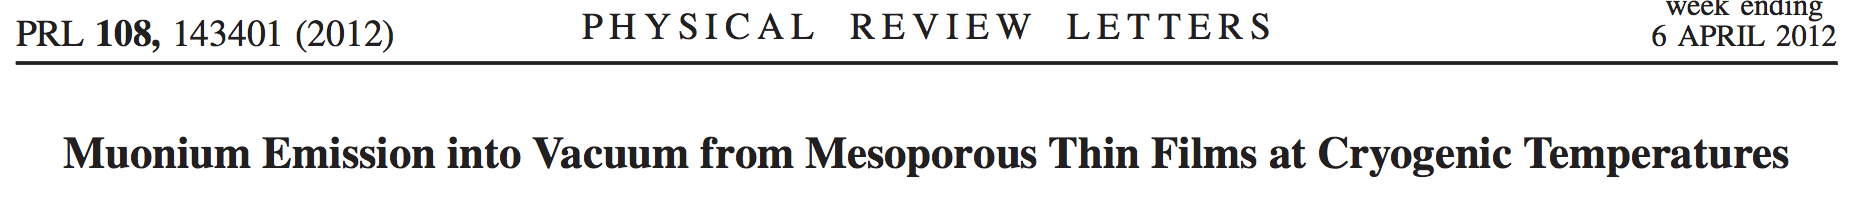 week ending
PRL 108, 143401 (2012) PHYSICAL REVIEW LETTERS 6 APRIL 2012
Muonium Emission into Vacuum from Mesoporous Thin Films at Cryogenic Temperatures